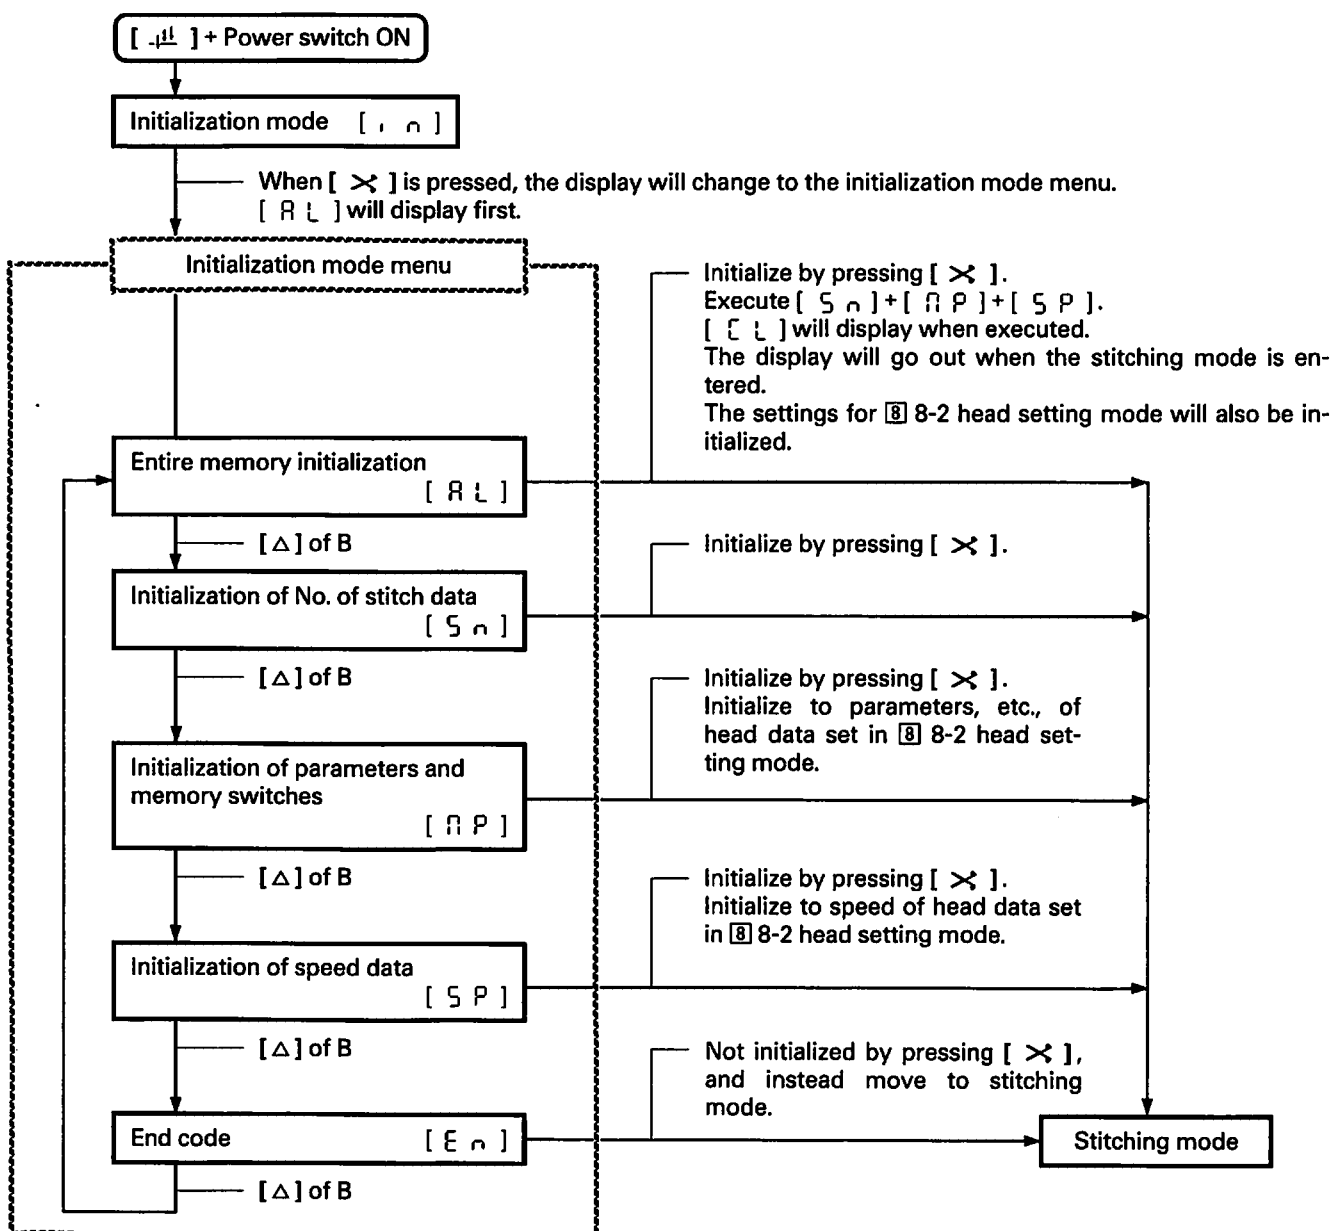 [ ] + Power switch ON
Initialization mode [ i n ]
When [ ✂ ] is pressed, the display will change to the initialization mode menu.
[ A L ] will display first.
Initialization mode menu
Initialize by pressing [ ✂ ].
Execute [ S n ] + [ M P ] + [ S P ].
[ C L ] will display when executed.
The display will go out when the stitching mode is en-
tered.
The settings for 8 8-2 head setting mode will also be in-
itialized.
Entire memory initialization
[ A L ]
[ △ ] of B
Initialize by pressing [ ✂ ].
Initialization of No. of stitch data
[ S n ]
[ △ ] of B
Initialize by pressing [ ✂ ].
Initialize to parameters, etc., of
head data set in 8 8-2 head set-
ting mode.
Initialization of parameters and
memory switches
[ M P ]
[ △ ] of B
Initialize by pressing [ ✂ ].
Initialize to speed of head data set
in 8 8-2 head setting mode.
Initialization of speed data
[ S P ]
[ △ ] of B
Not initialized by pressing [ ✂ ],
and instead move to stitching
mode.
End code [ E n ]
Stitching mode
[ △ ] of B